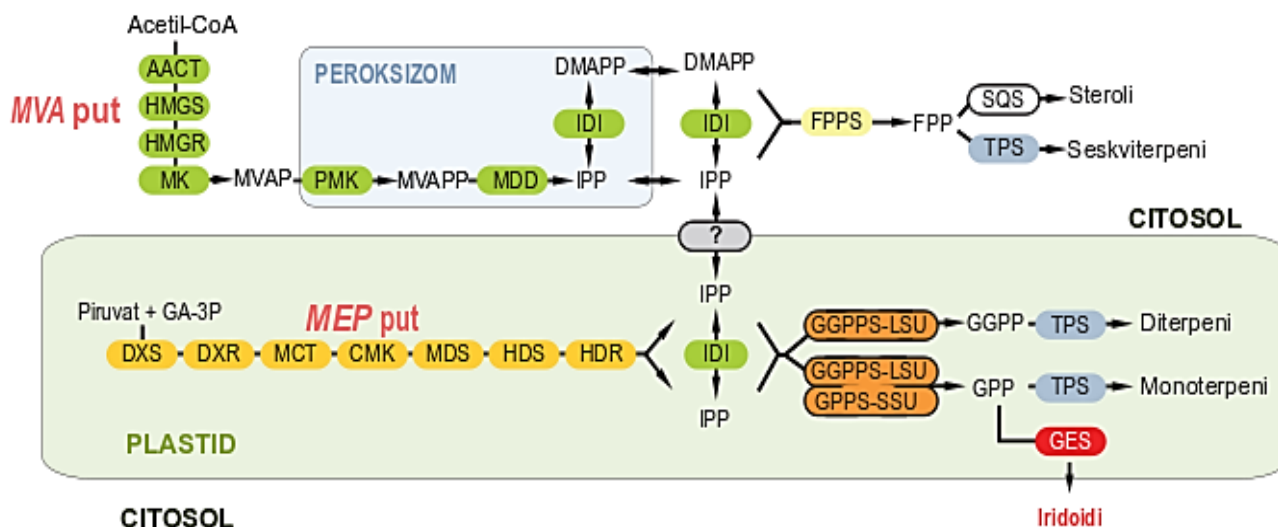 Acetil-CoA
AACT
HMGS
HMGR
MK
MVA put
MVAP
PEROKSIZOM
PMK
MVAPP
MDD
IPP
IDI
DMAPP
DMAPP
IDI
IPP
FPPS
FPP
SQS
Steroli
TPS
Seskviterpeni
CITOSOL
?
IPP
IDI
IPP
Piruvat + GA-3P
MEP put
DXS
DXR
MCT
CMK
MDS
HDS
HDR
GGPPS-LSU
GGPP
TPS
Diterpeni
GGPPS-LSU
GPPS-SSU
GPP
TPS
Monoterpeni
GES
PLASTID
CITOSOL
Iridoidi